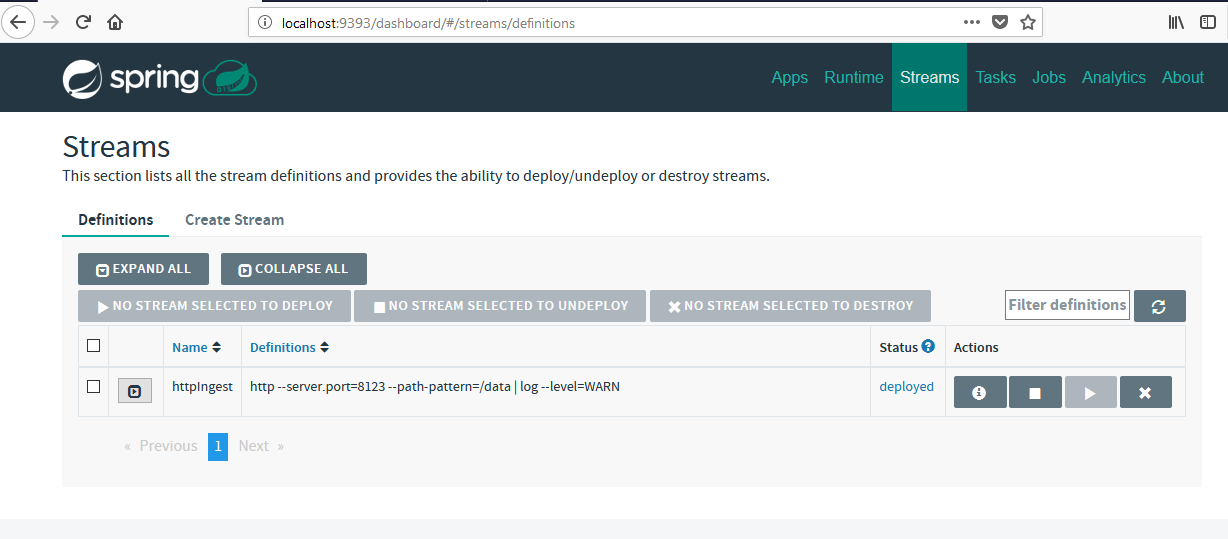 localhost:9393/dashboard/#/streams/definitions
spring
Apps Runtime Streams Tasks Jobs Analytics About
Streams
This section lists all the stream definitions and provides the ability to deploy/undeploy or destroy streams.
Definitions Create Stream
EXPAND ALL COLLAPSE ALL
NO STREAM SELECTED TO DEPLOY NO STREAM SELECTED TO UNDEPLOY NO STREAM SELECTED TO DESTROY Filter definitions
Name Definitions Status ? Actions
httpIngest http --server.port=8123 --path-pattern=/data | log --level=WARN deployed
« Previous 1 Next »